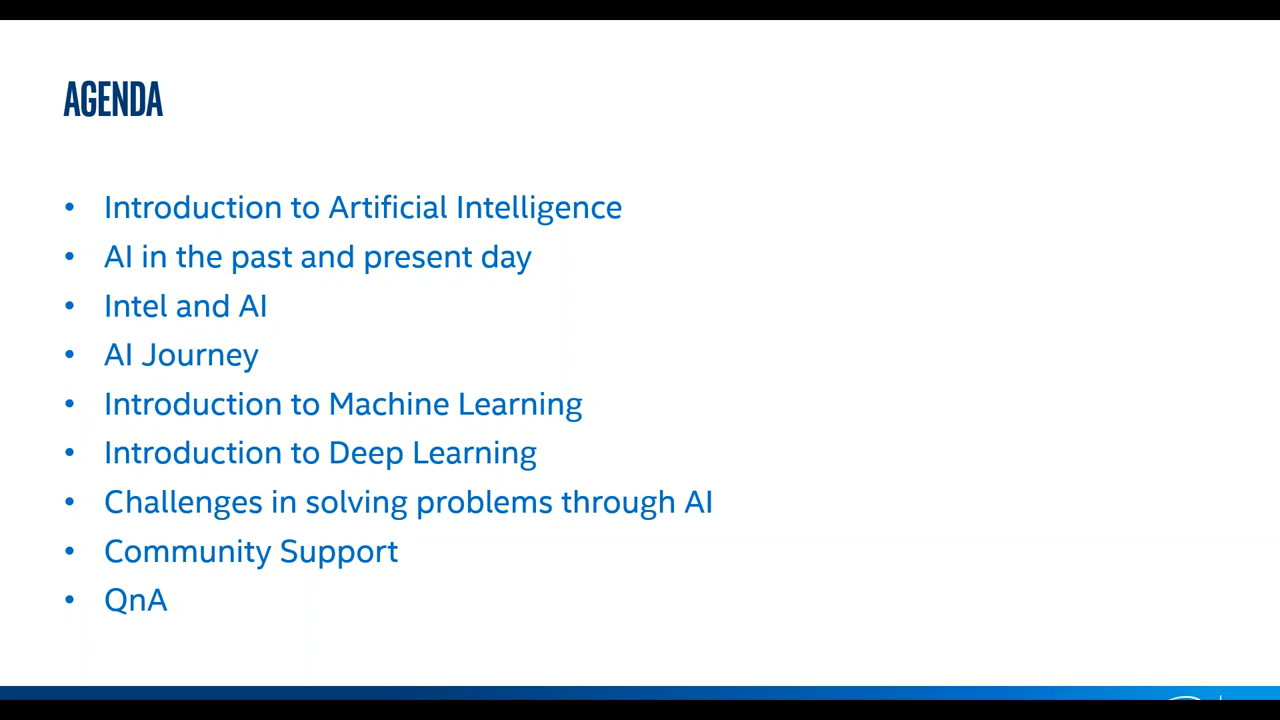 AGENDA
• Introduction to Artificial Intelligence
• AI in the past and present day
• Intel and AI
• AI Journey
• Introduction to Machine Learning
• Introduction to Deep Learning
• Challenges in solving problems through AI
• Community Support
• QnA